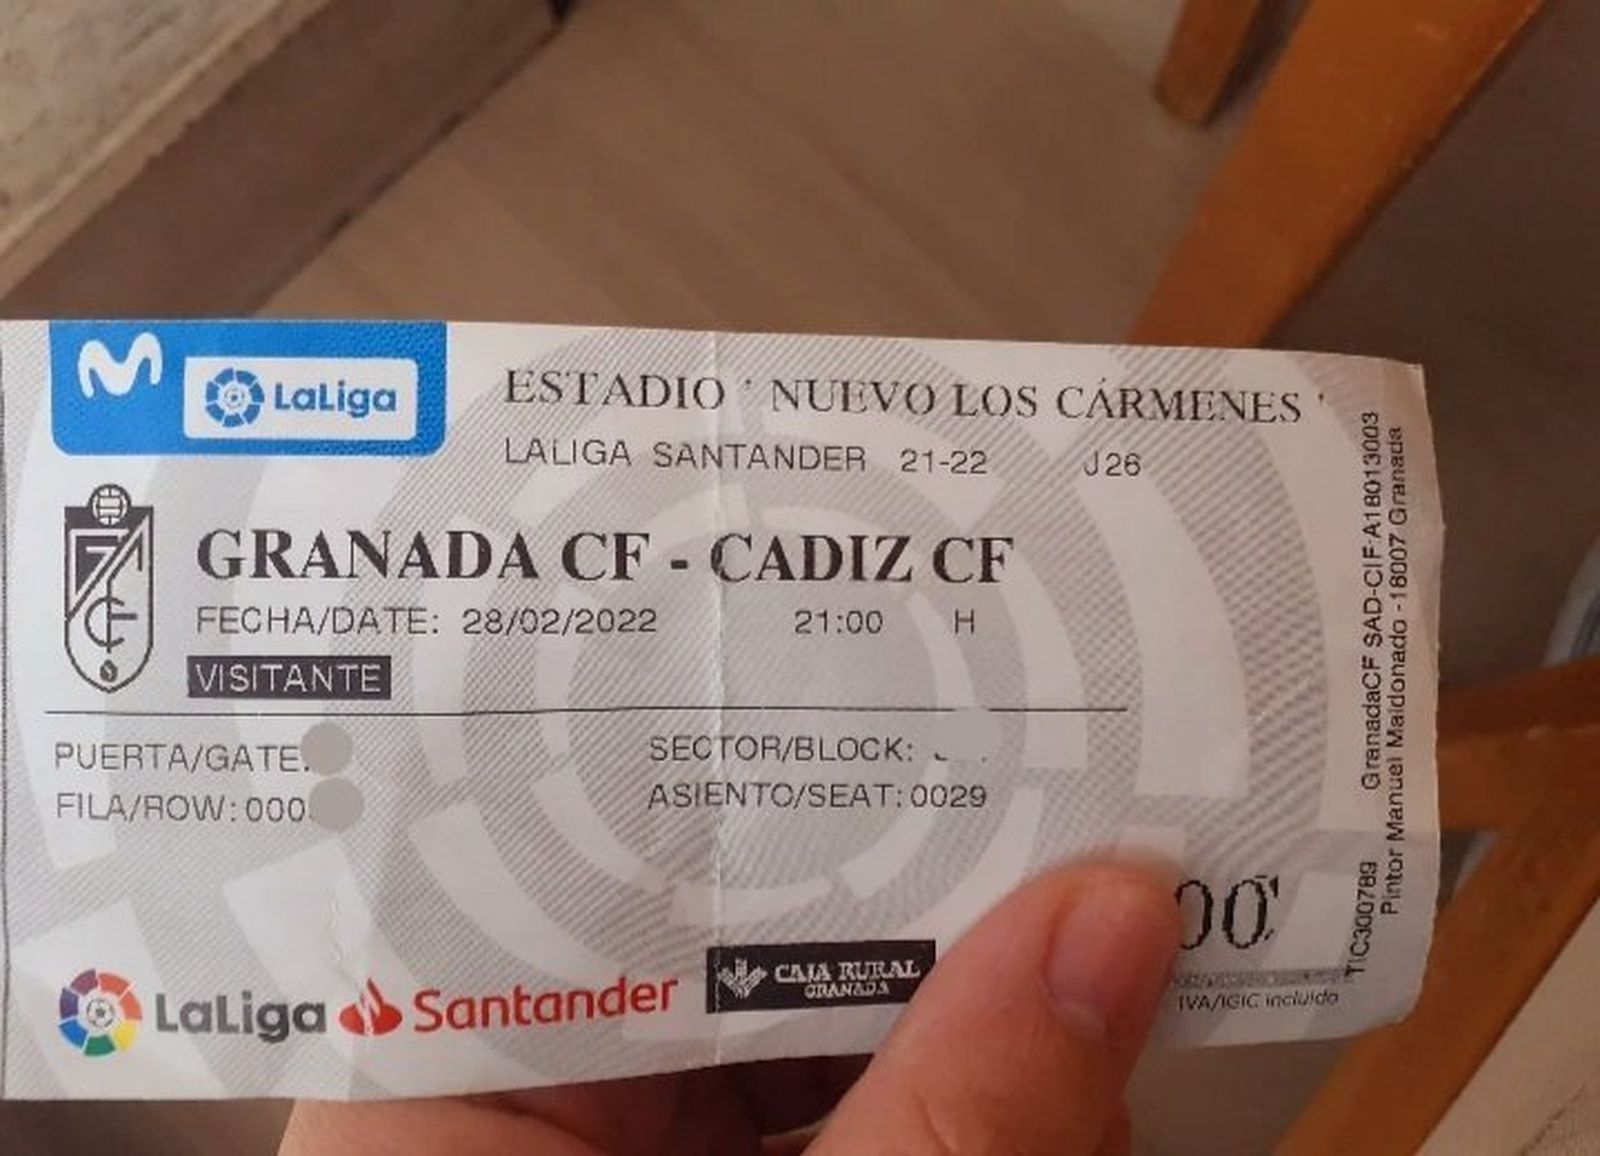 LaLiga
ESTADIO ' NUEVO LOS CÁRMENES '
LALIGA SANTANDER 21-22 J26
GRANADA CF - CADIZ CF
FECHA/DATE: 28/02/2022 21:00 H
VISITANTE
PUERTA/GATE:
SECTOR/BLOCK:
FILA/ROW: 000
ASIENTO/SEAT: 0029
00
IVA/IGIC incluido
LaLiga Santander
CAJA RURAL
GRANADA
TIC300789 GranadaCF SAD-CIF:A18013003
Pintor Manuel Maldonado -18007 Granada